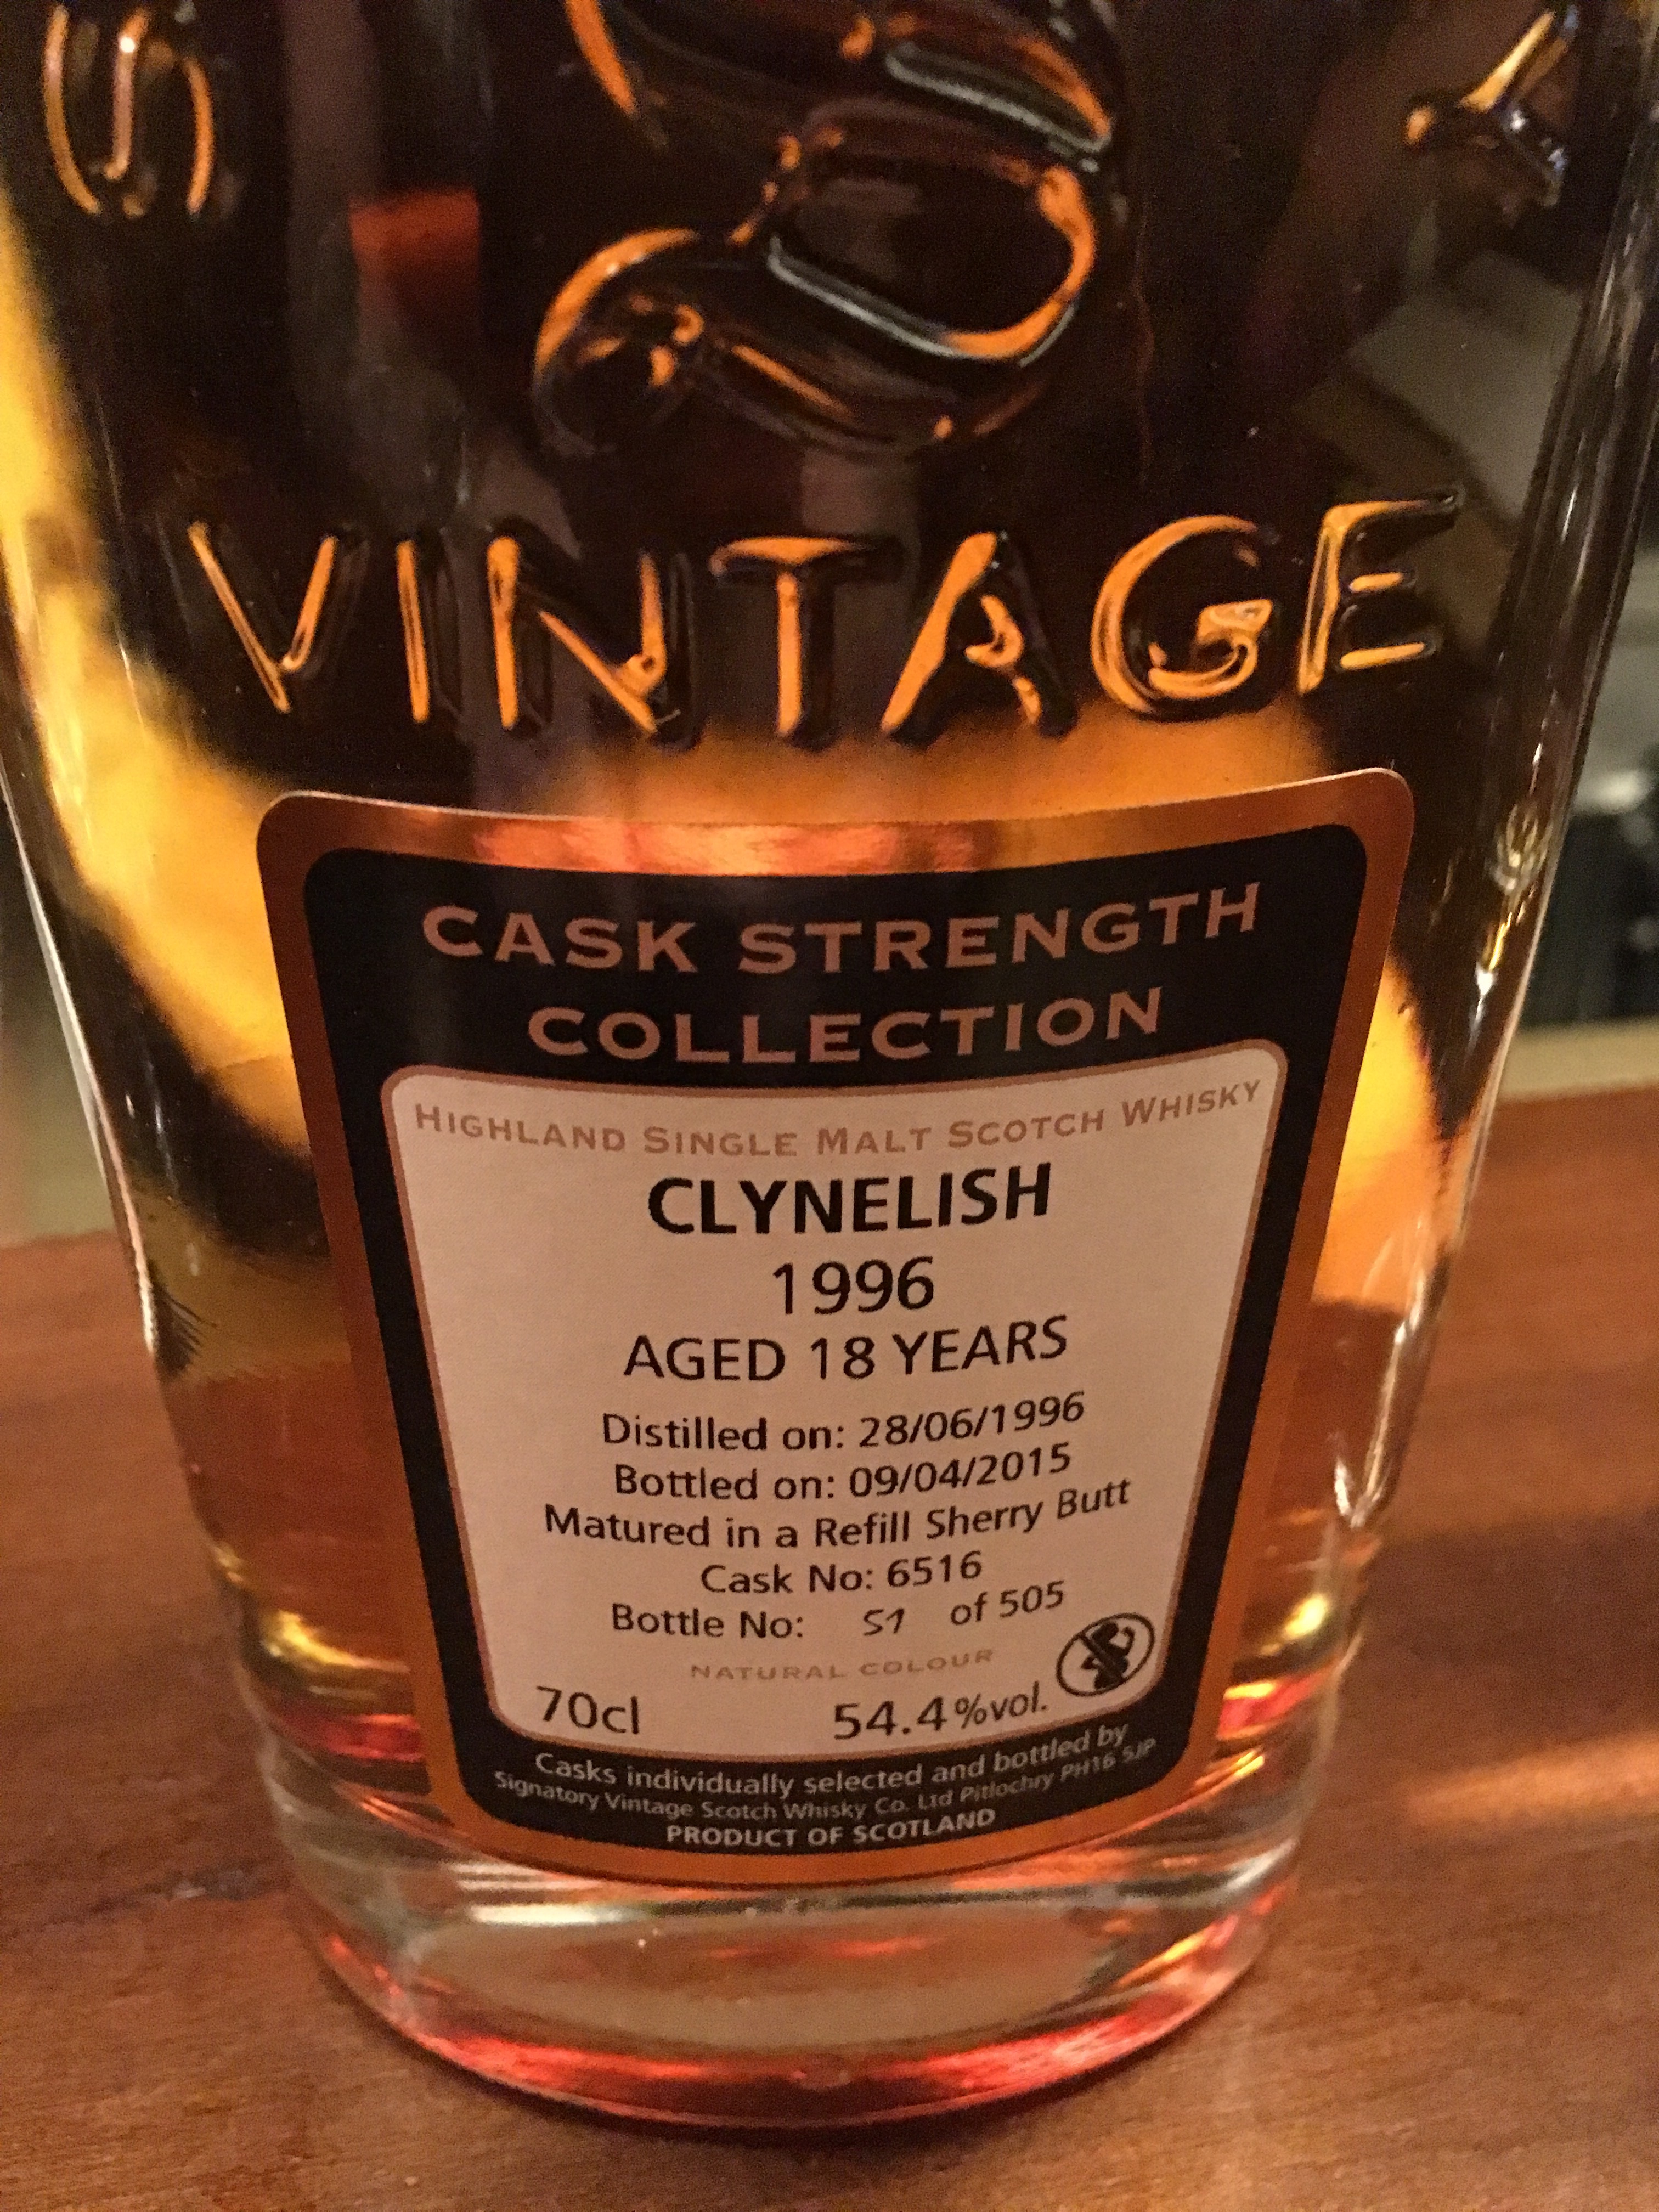 VINTAGE
CASK STRENGTH
COLLECTION
HIGHLAND SINGLE MALT SCOTCH WHISKY
CLYNELISH
1996
AGED 18 YEARS
Distilled on: 28/06/1996
Bottled on: 09/04/2015
Matured in a Refill Sherry Butt
Cask No: 6516
Bottle No: 51 of 505
NATURAL COLOUR
70cl 54.4%vol.
Casks individually selected and bottled by
Signatory Vintage Scotch Whisky Co. Ltd Pitlochry PH16 5JP
PRODUCT OF SCOTLAND